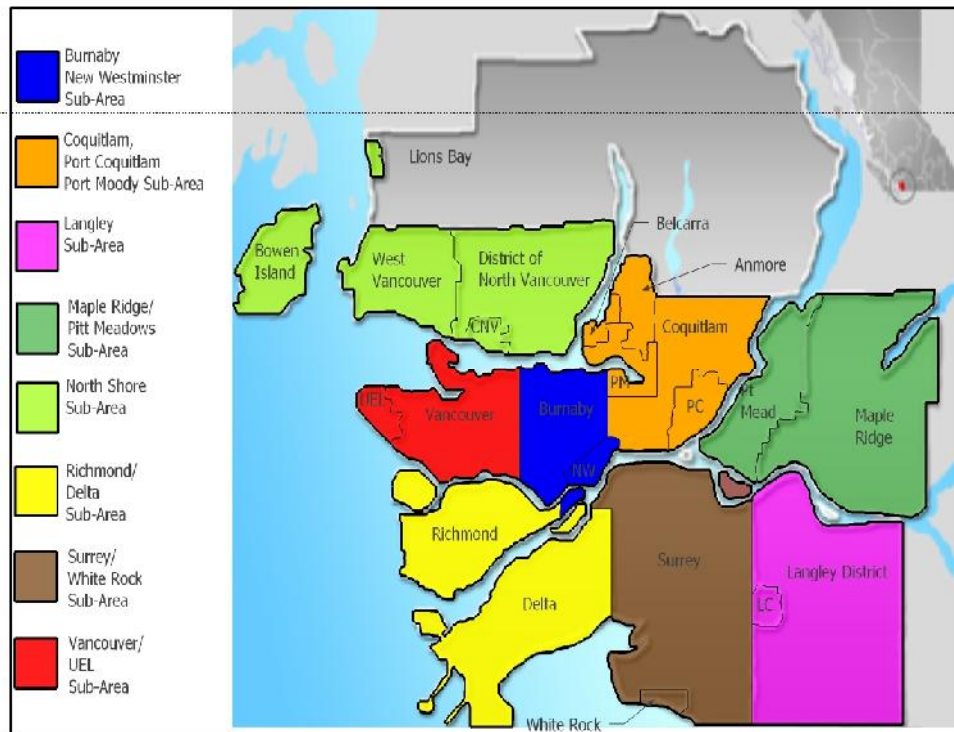 Burnaby
New Westminster
Sub-Area
Coquitlam,
Port Coquitlam
Port Moody Sub-Area
Langley
Sub-Area
Maple Ridge/
Pitt Meadows
Sub-Area
North Shore
Sub-Area
Richmond/
Delta
Sub-Area
Surrey/
White Rock
Sub-Area
Vancouver/
UEL
Sub-Area
Lions Bay
Belcarra
Bowen
Island
West
Vancouver
District of
North Vancouver
Anmore
CNV
Coquitlam
PM
UEL
Vancouver
Burnaby
PC
Pt
Mead
Maple
Ridge
NW
Richmond
Surrey
Langley District
Delta
LC
White Rock